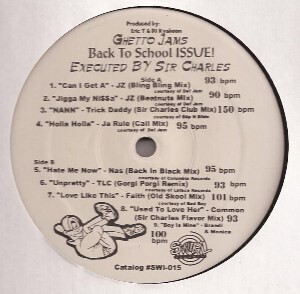 Produced by:
Eric T & DJ Kyaheem
Ghetto Jams
Back To School ISSUE!
Executed BY Sir Charles
Side A
1. "Can I Get A" - JZ (Bling Bling Mix) 93 bpm
courtesy of Def Jam
2. "Jigga My Ni$$a" - JZ (Beatnuts Mix) 90 bpm
courtesy of Def Jam
3. "NANN" - Trick Daddy (Sir Charles Club Mix) 150 bpm
courtesy of Slip N Slide
4. "Holla Holla" - Ja Rule (Call Mix) 95 bpm
courtesy of Def Jam
Side B
5. "Hate Me Now" - Nas (Back In Black Mix) 95 bpm
courtesy of Columbia Records
6. "Unpretty" - TLC (Gorgi Porgi Remix) 93 bpm
courtesy of Laface Records
7. "Love Like This" - Faith (Old Skool Mix) 101 bpm
courtesy of Bad Boy
8. "Used To Love Her" - Common
(Sir Charles Flavor Mix) 93
9. "Boy Is Mine" - Brandi
& Monica
100
bpm
Catalog #SWI-015